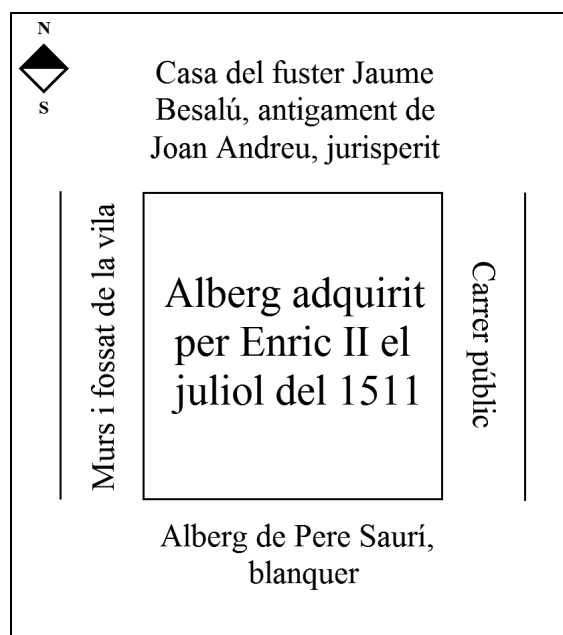 N
S
Casa del fuster Jaume
Besalú, antigament de
Joan Andreu, jurisperit
Murs i fossat de la vila
Alberg adquirit
per Enric II el
juliol del 1511
Carrer públic
Alberg de Pere Saurí,
blanquer